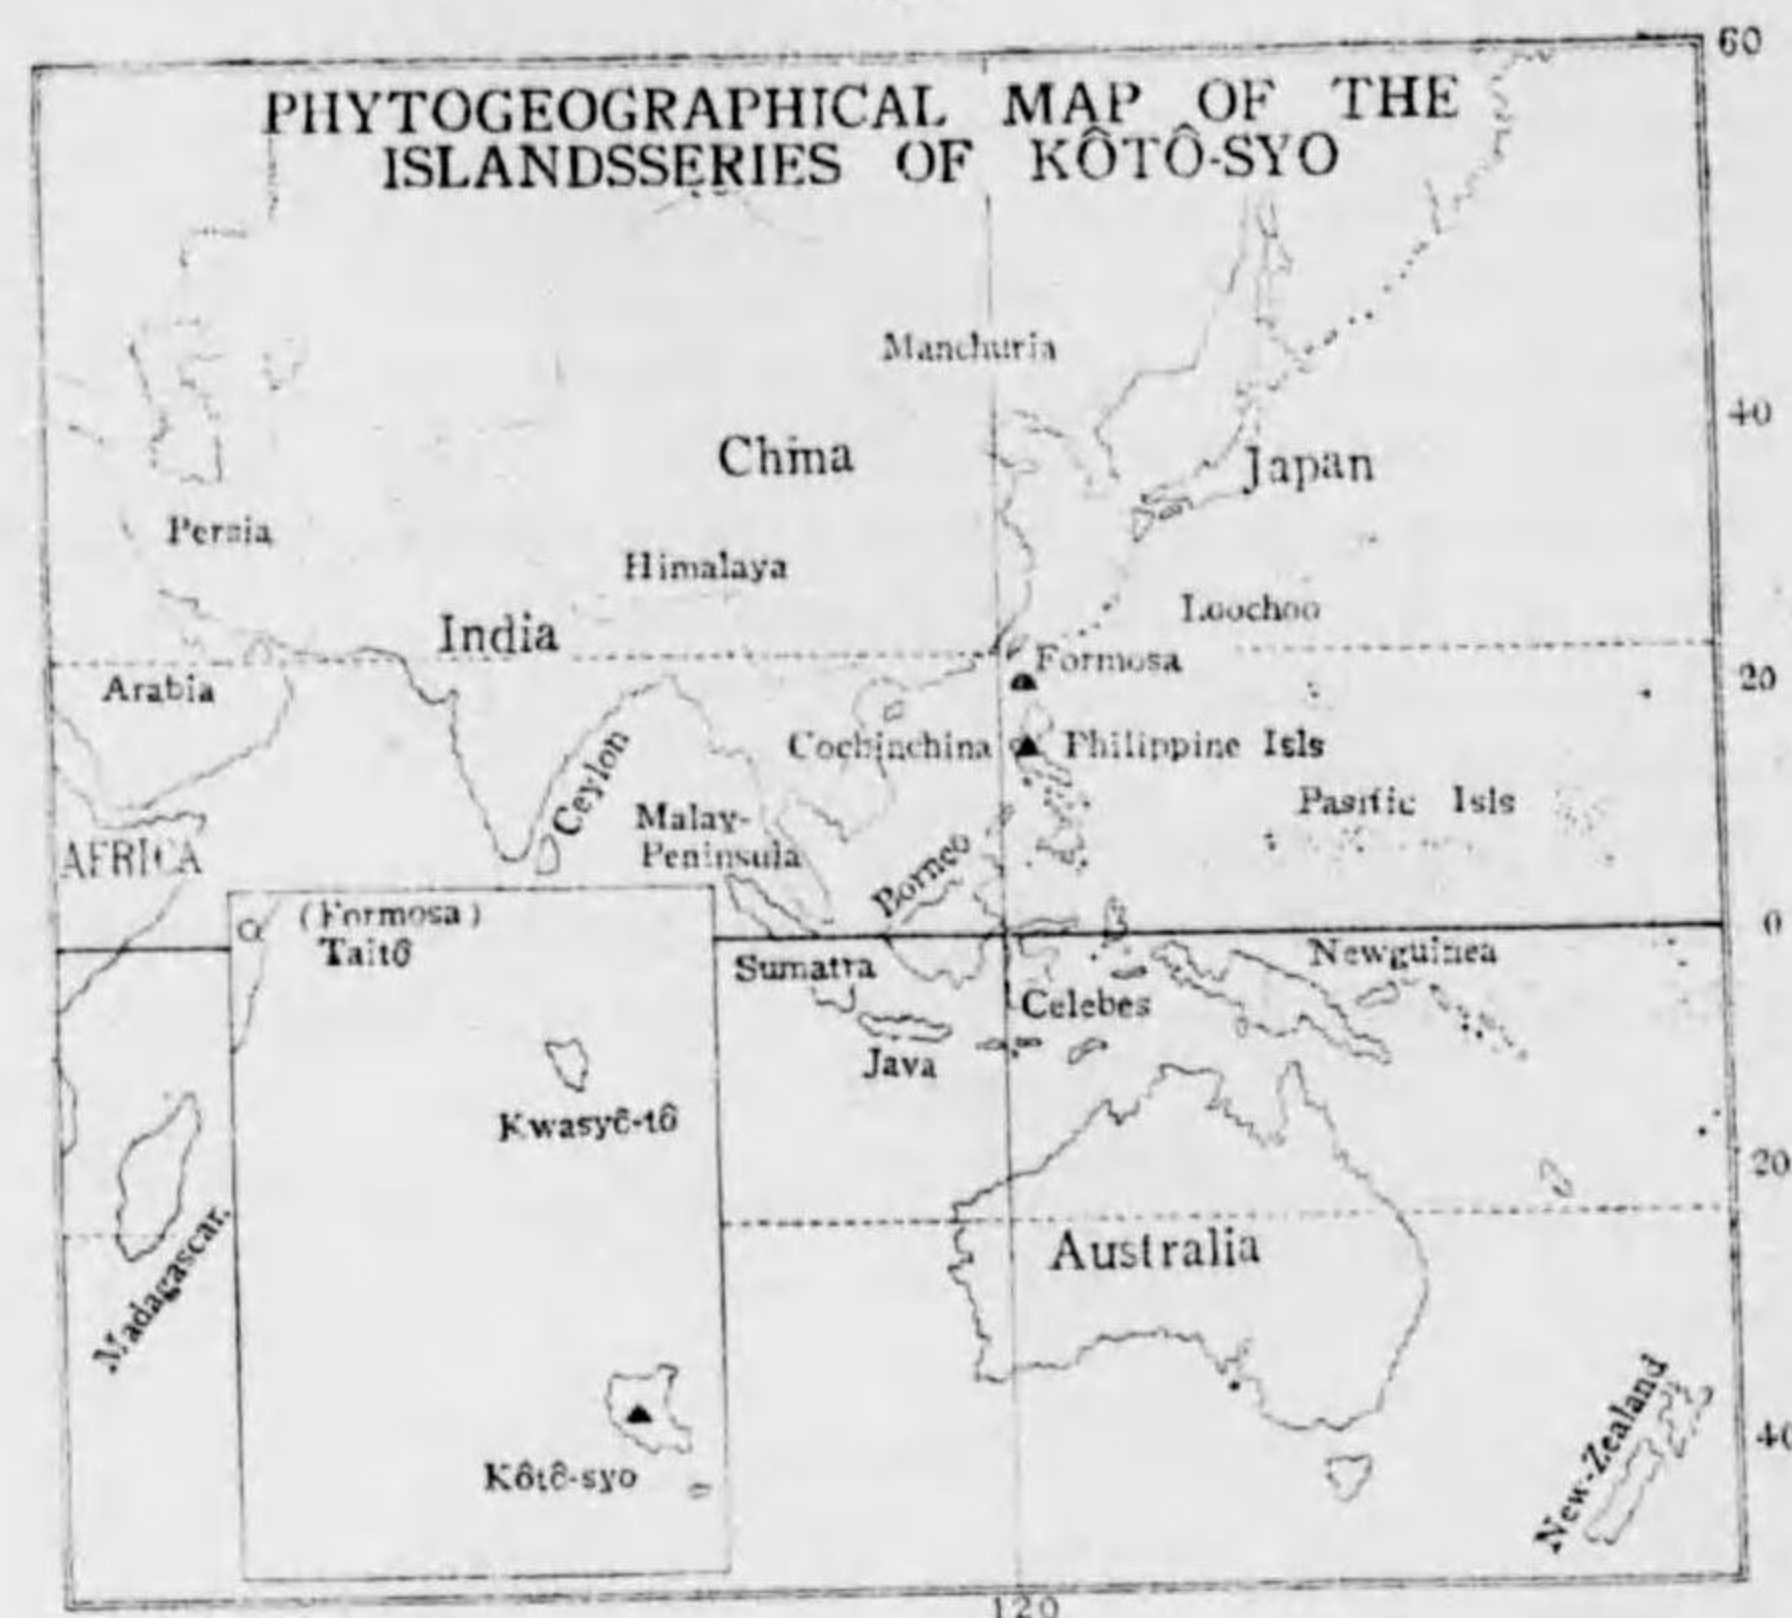 60
PHYTOGEOGRAPHICAL MAP OF THE
ISLANDSSERIES OF KÔTÔ-SYO
Manchuria
40
China
Japan
Persia
Himalaya
Loochoo
India
Formosa
Arabia
20
Cochinchina
Philippine Isls
Ceylon
Pasific Isls
Malay-
Peninsula
AFRICA
Borneo
(Formosa)
Taitô
0
Newguinea
Sumatra
Celebes
Java
Kwasyô-tô
20
Madagascar.
Australia
New-Zealand
40
Kôtô-syo
120